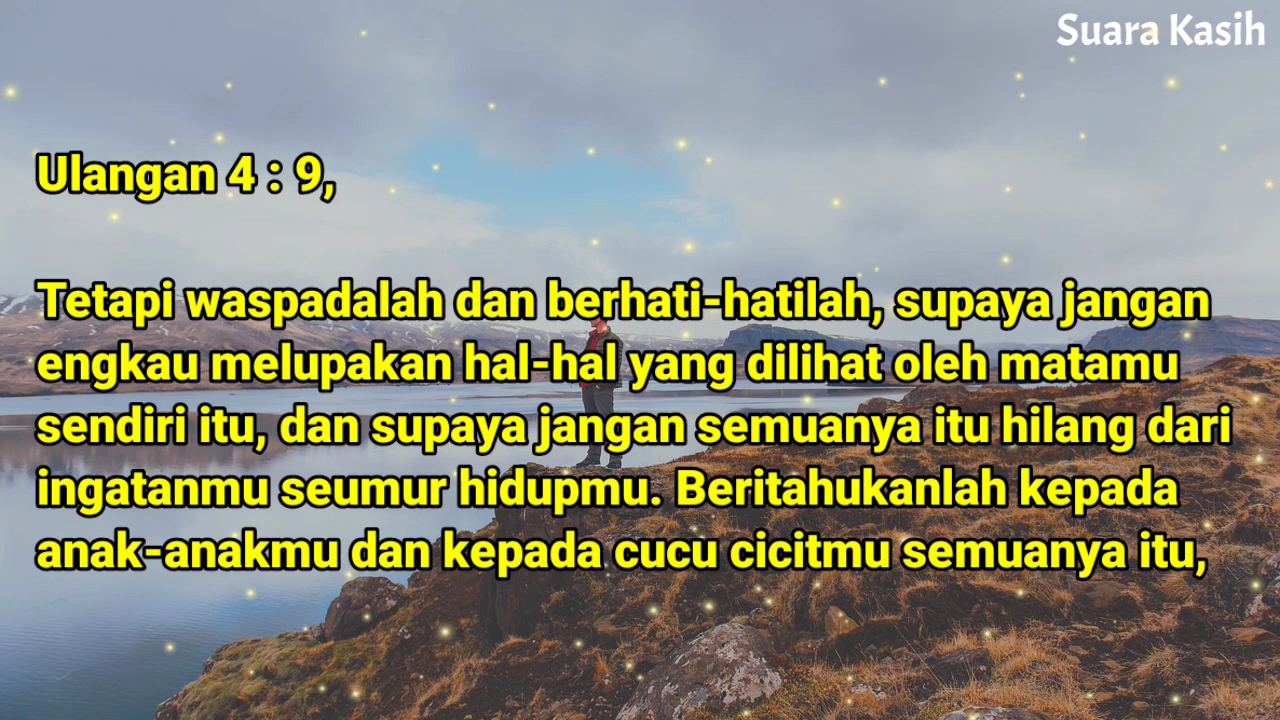 Suara Kasih
Ulangan 4 : 9,
Tetapi waspadalah dan berhati-hatilah, supaya jangan
engkau melupakan hal-hal yang dilihat oleh matamu
sendiri itu, dan supaya jangan semuanya itu hilang dari
ingatanmu seumur hidupmu. Beritahukanlah kepada
anak-anakmu dan kepada cucu cicitmu semuanya itu,